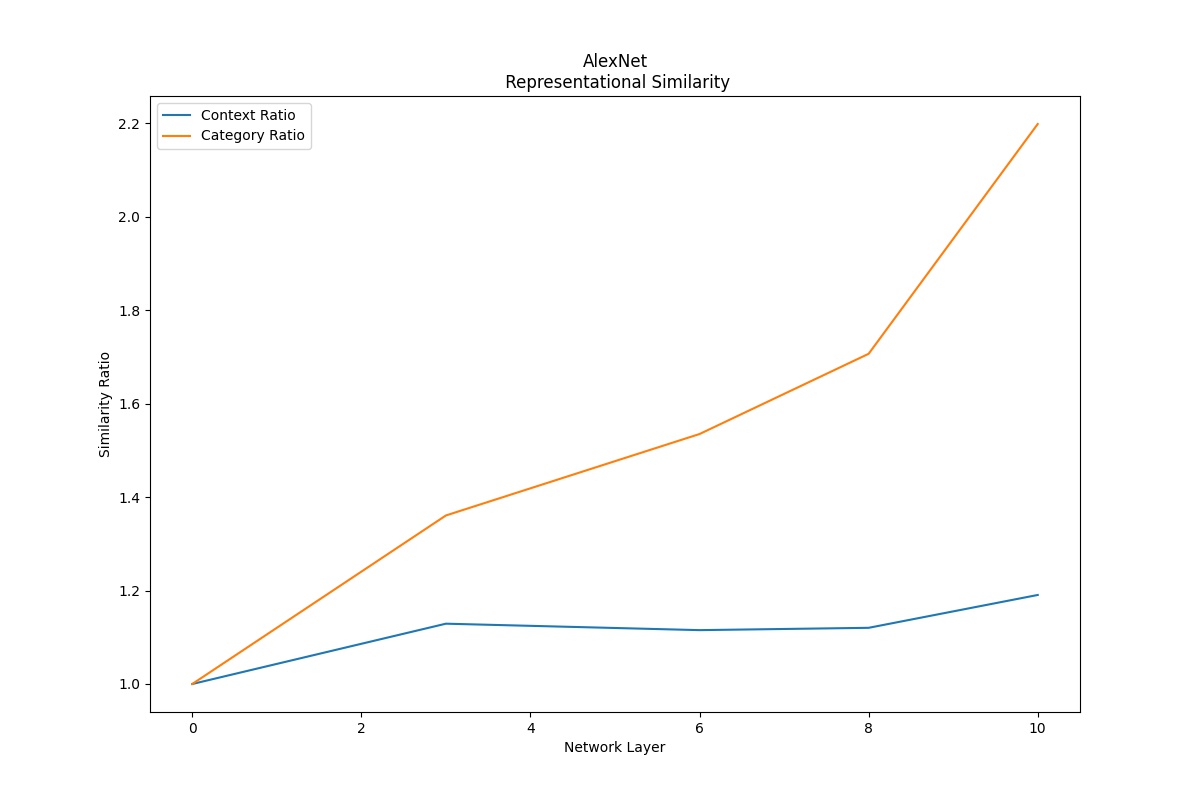 AlexNet
Representational Similarity
Context Ratio
Category Ratio
2.2
2.0
1.8
1.6
1.4
1.2
1.0
Similarity Ratio
0 2 4 6 8 10
Network Layer